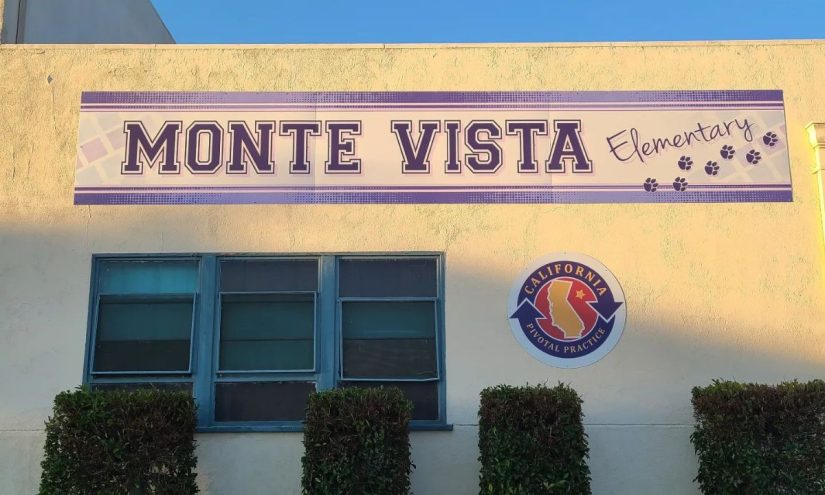 MONTE VISTA Elementary
CALIFORNIA
PIVOTAL PRACTICE